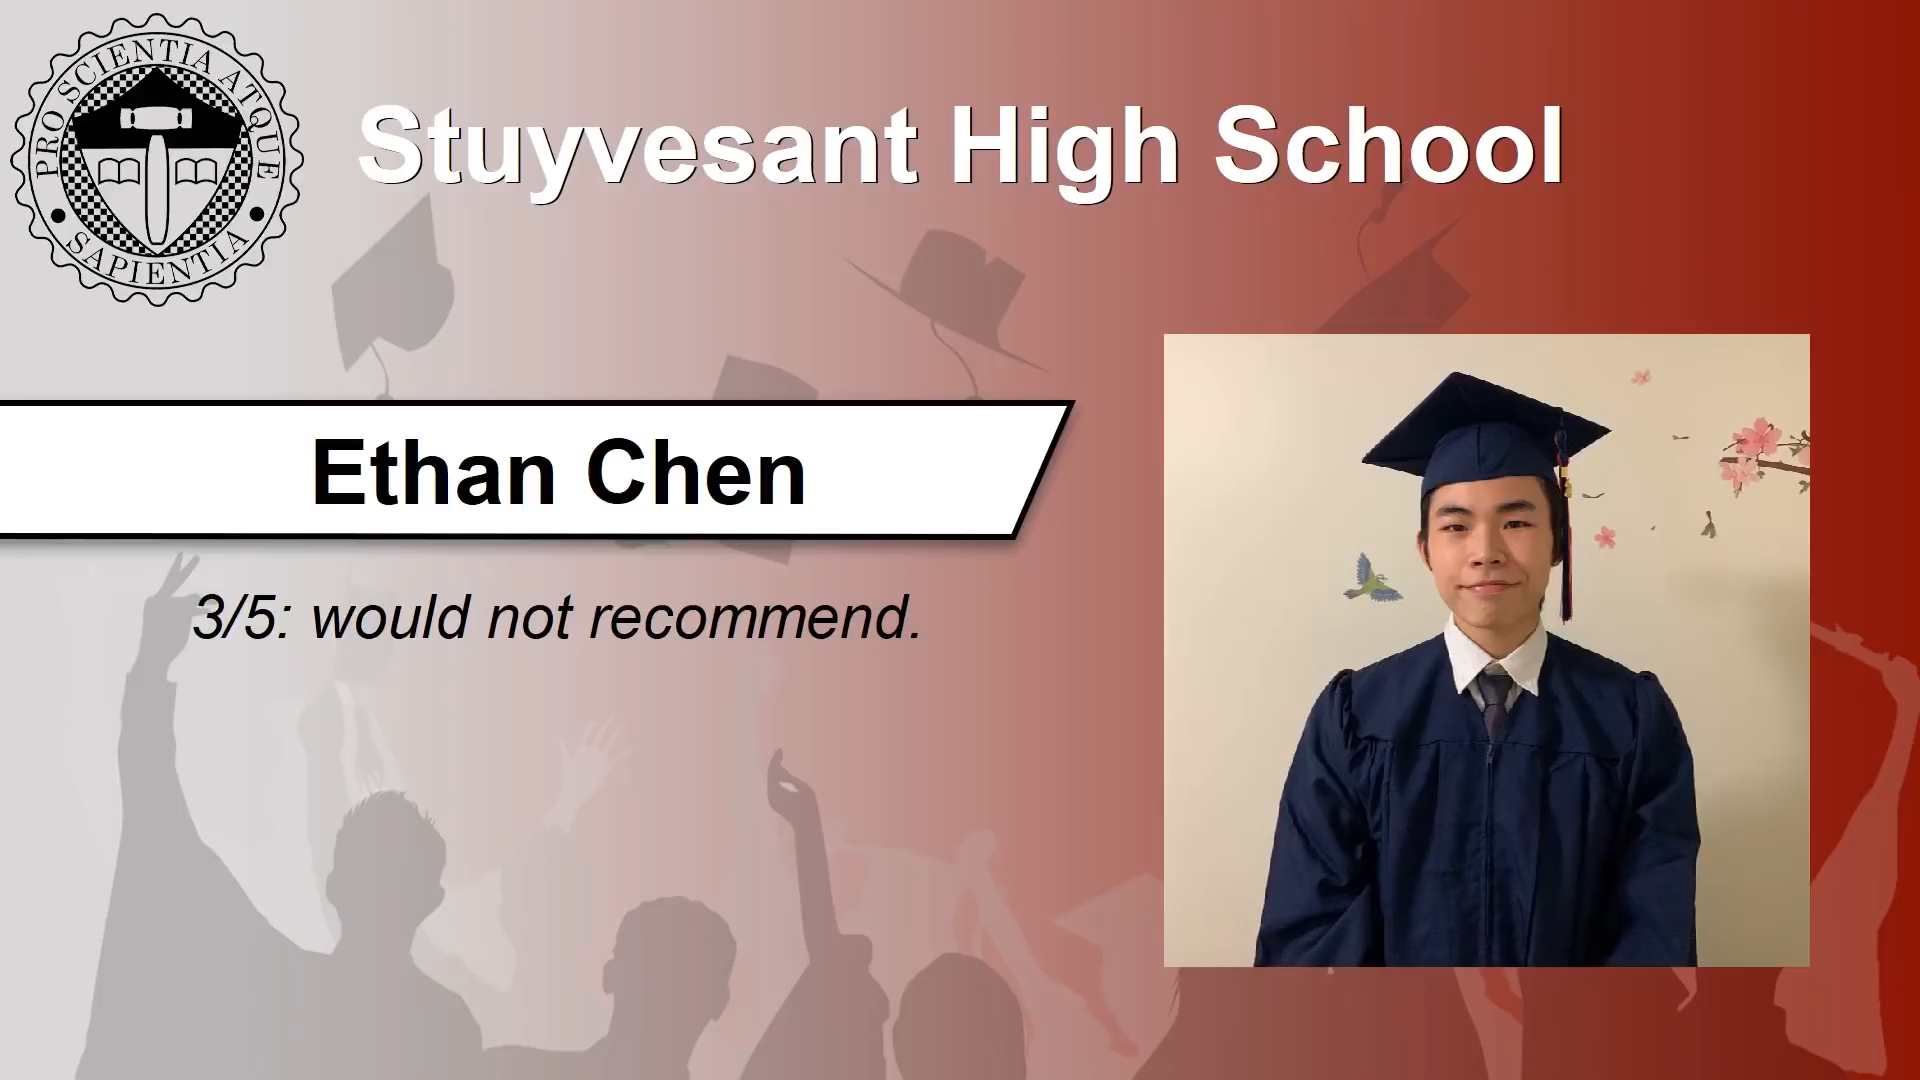 PRO SCIENTIA ATQUE
SAPIENTIA
Stuyvesant High School
Ethan Chen
3/5: would not recommend.